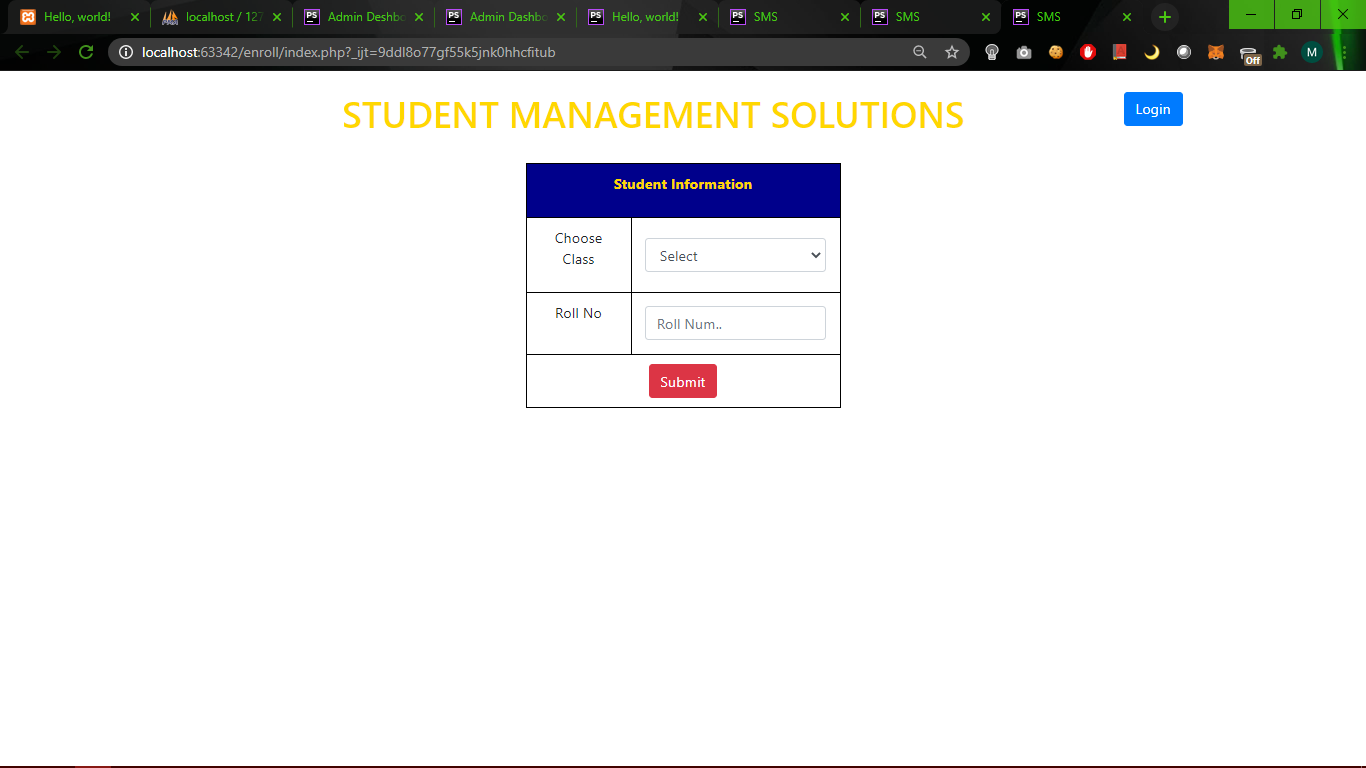 Hello, world!
localhost / 127
Admin Deshbo
Admin Dashbo
Hello, world!
SMS
SMS
SMS
localhost:63342/enroll/index.php?_ijt=9ddl8o77gf55k5jnk0hhcfitub
Off
M
STUDENT MANAGEMENT SOLUTIONS
Login
Student Information
Choose
Class
Select
Roll No
Roll Num..
Submit